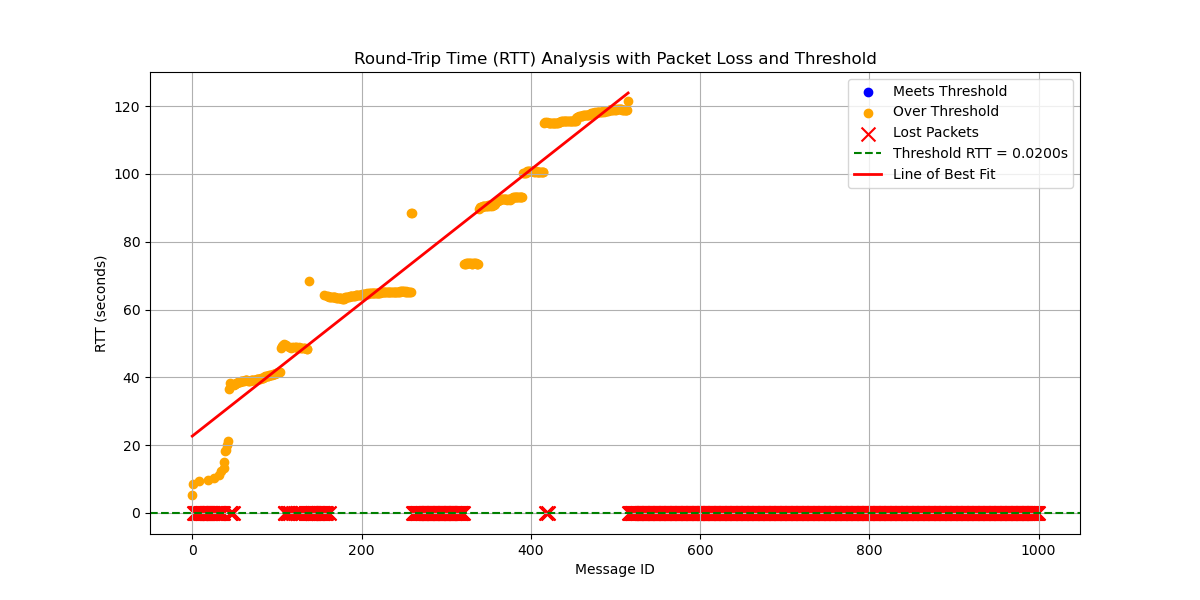 Round-Trip Time (RTT) Analysis with Packet Loss and Threshold
Meets Threshold
Over Threshold
Lost Packets
Threshold RTT = 0.0200s
Line of Best Fit
120
100
80
60
40
20
0
RTT (seconds)
0 200 400 600 800 1000
Message ID